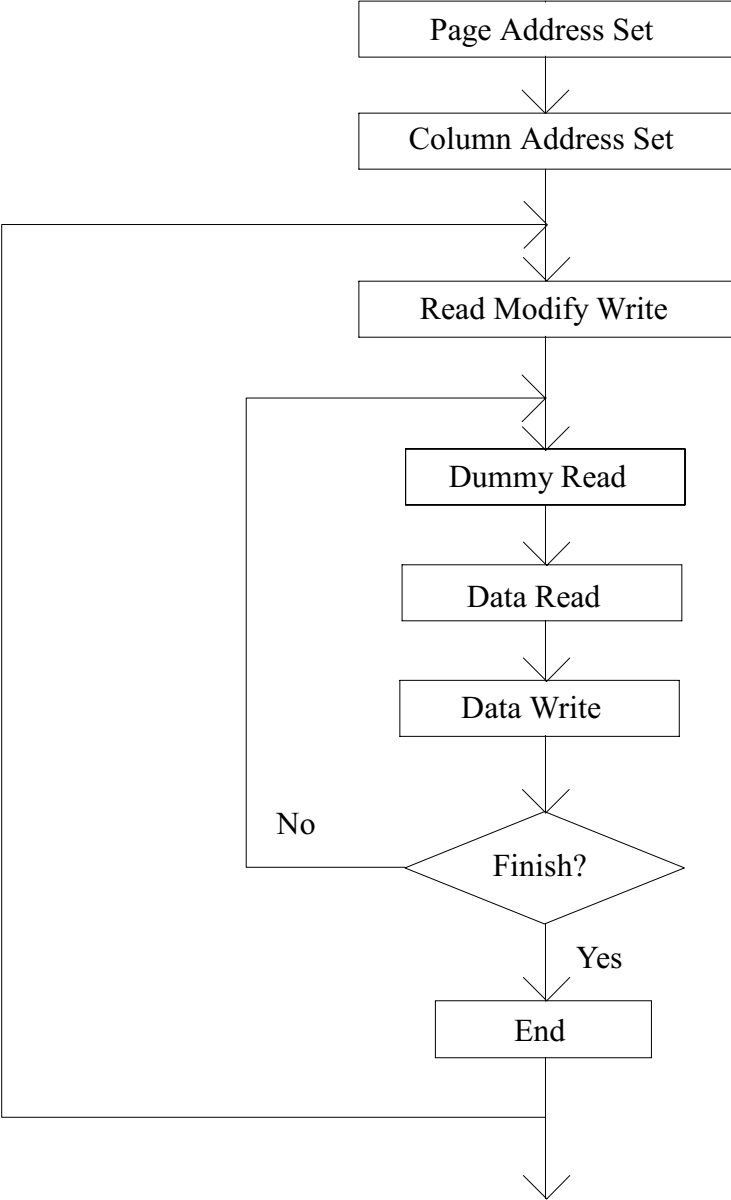 Page Address Set
Column Address Set
Read Modify Write
Dummy Read
Data Read
Data Write
No
Finish?
Yes
End